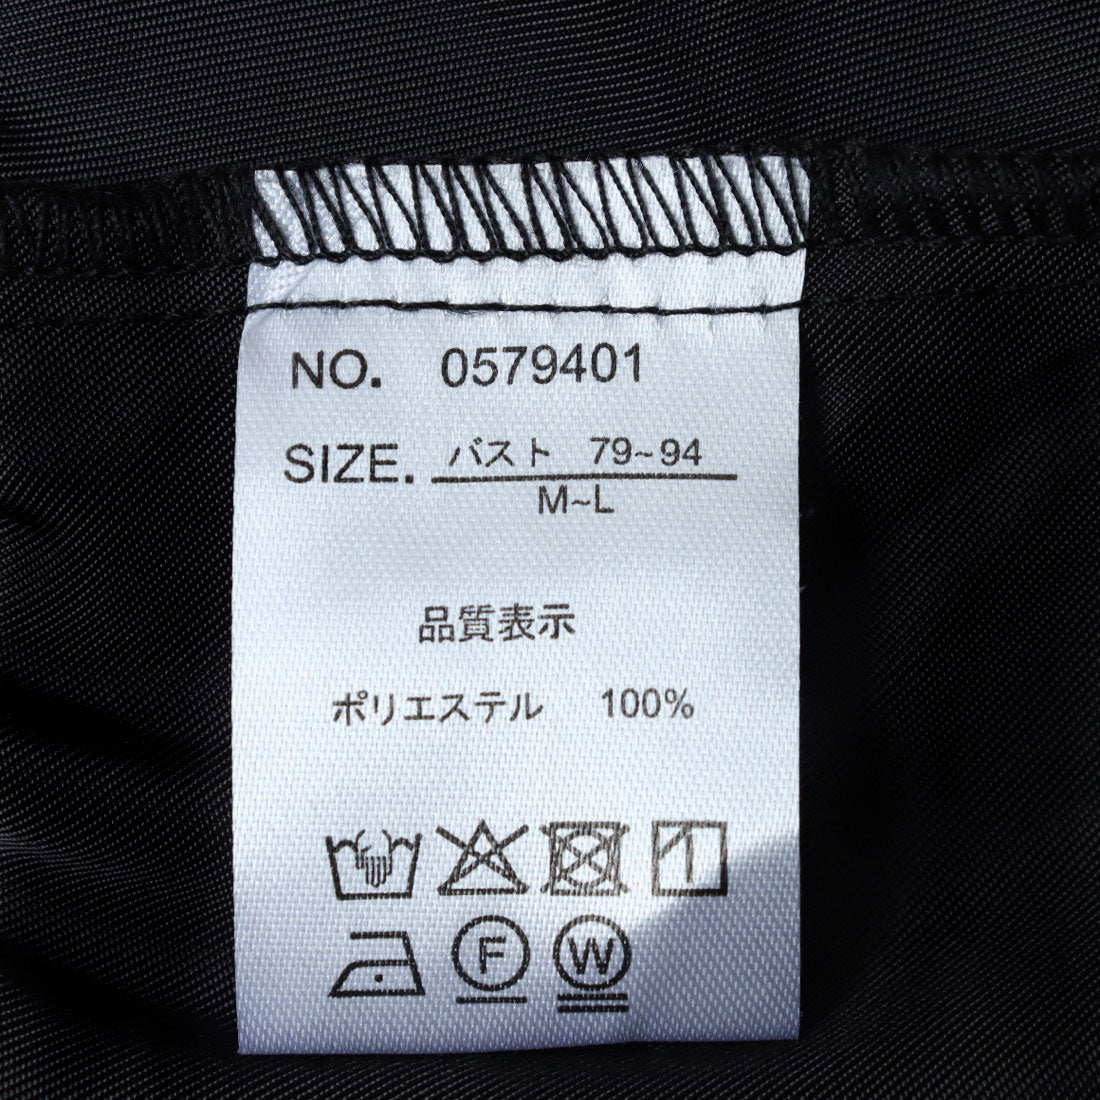 NO. 0579401
SIZE. バスト 79~94
M~L
品質表示
ポリエステル 100%
F W